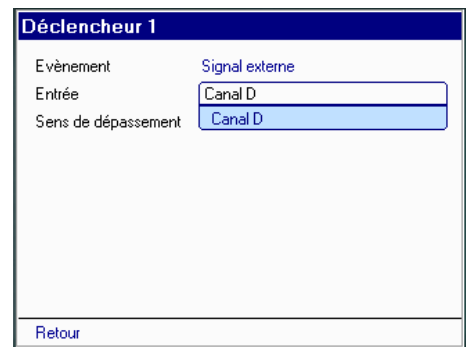 Déclencheur 1
Evènement Signal externe
Entrée Canal D
Sens de dépassement Canal D
Retour